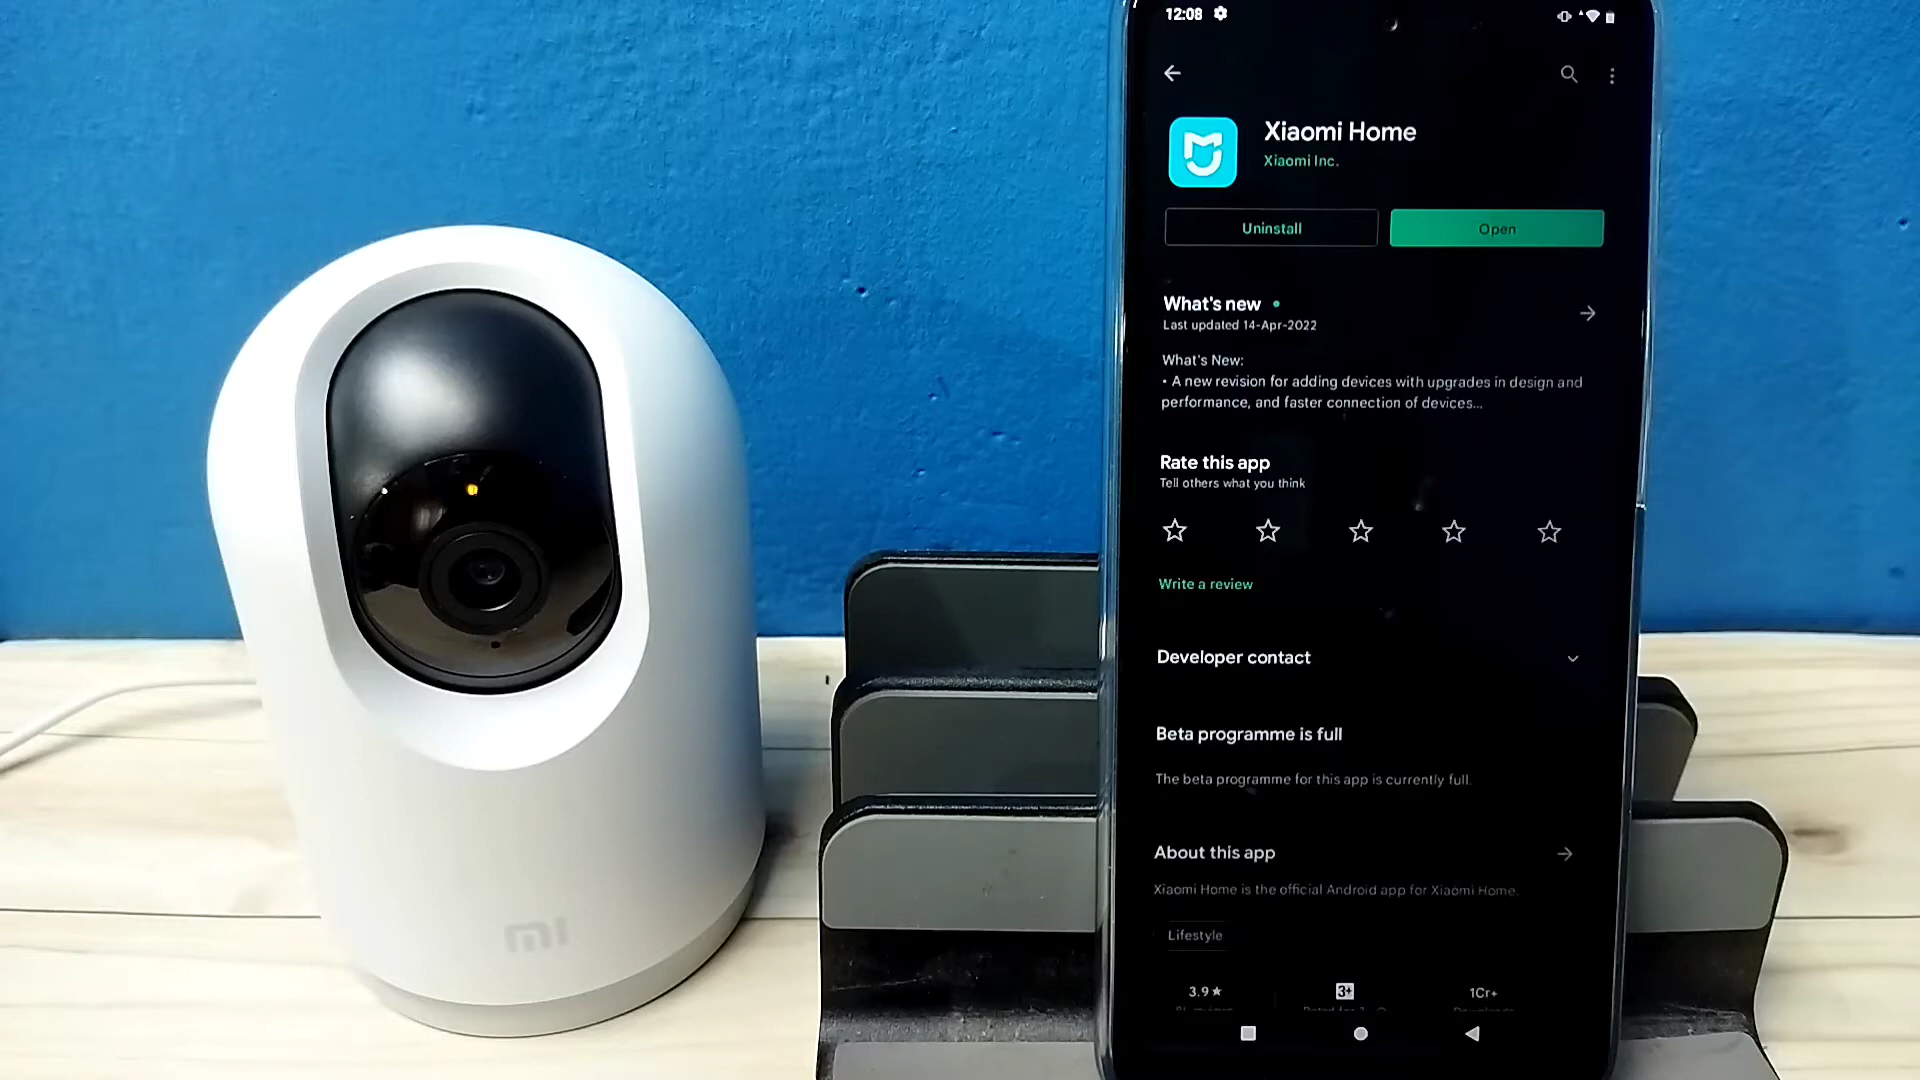 12:08
Xiaomi Home
Xiaomi Inc.
Uninstall
Open
What's new
Last updated 14-Apr-2022
What's New:
• A new revision for adding devices with upgrades in design and
performance, and faster connection of devices...
Rate this app
Tell others what you think
Write a review
Developer contact
Beta programme is full
The beta programme for this app is currently full.
About this app
Xiaomi Home is the official Android app for Xiaomi Home.
Lifestyle
3.9★
3+
1Cr+
mi